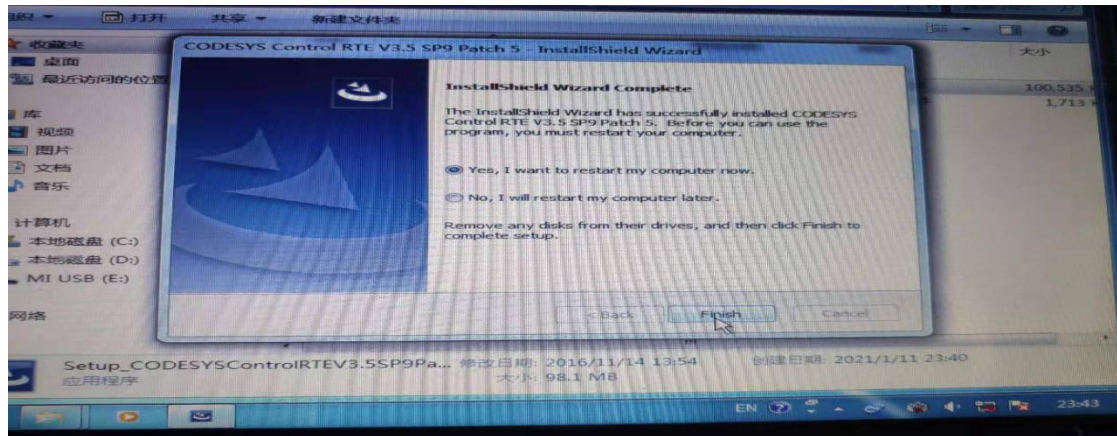 组织 打开 共享 新建文件夹
CODESYS Control RTE V3.5 SP9 Patch 5 - InstallShield Wizard
收藏夹
桌面
最近访问的位置
库
视频
图片
文档
音乐
计算机
本地磁盘 (C:)
本地磁盘 (D:)
MI USB (E:)
网络
InstallShield Wizard Complete
The InstallShield Wizard has successfully installed CODESYS
Control RTE V3.5 SP9 Patch 5. Before you can use the
program, you must restart your computer.
Yes, I want to restart my computer now.
No, I will restart my computer later.
Remove any disks from their drives, and then click Finish to
complete setup.
< Back Finish Cancel
大小
100,535 K
1,713 K
Setup_CODESYSControlRTEV3.5SP9Pa... 修改日期: 2016/11/14 13:54 创建日期: 2021/1/11 23:40
应用程序 大小: 98.1 MB
EN 23:43